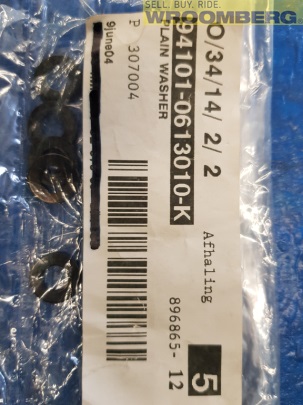 SELL. BUY. RIDE.
WROOMBERG
O/34/14/ 2/ 2
94101-0613010-K
PLAIN WASHER
Afhaling
5
896865- 12
P 307004
9june04